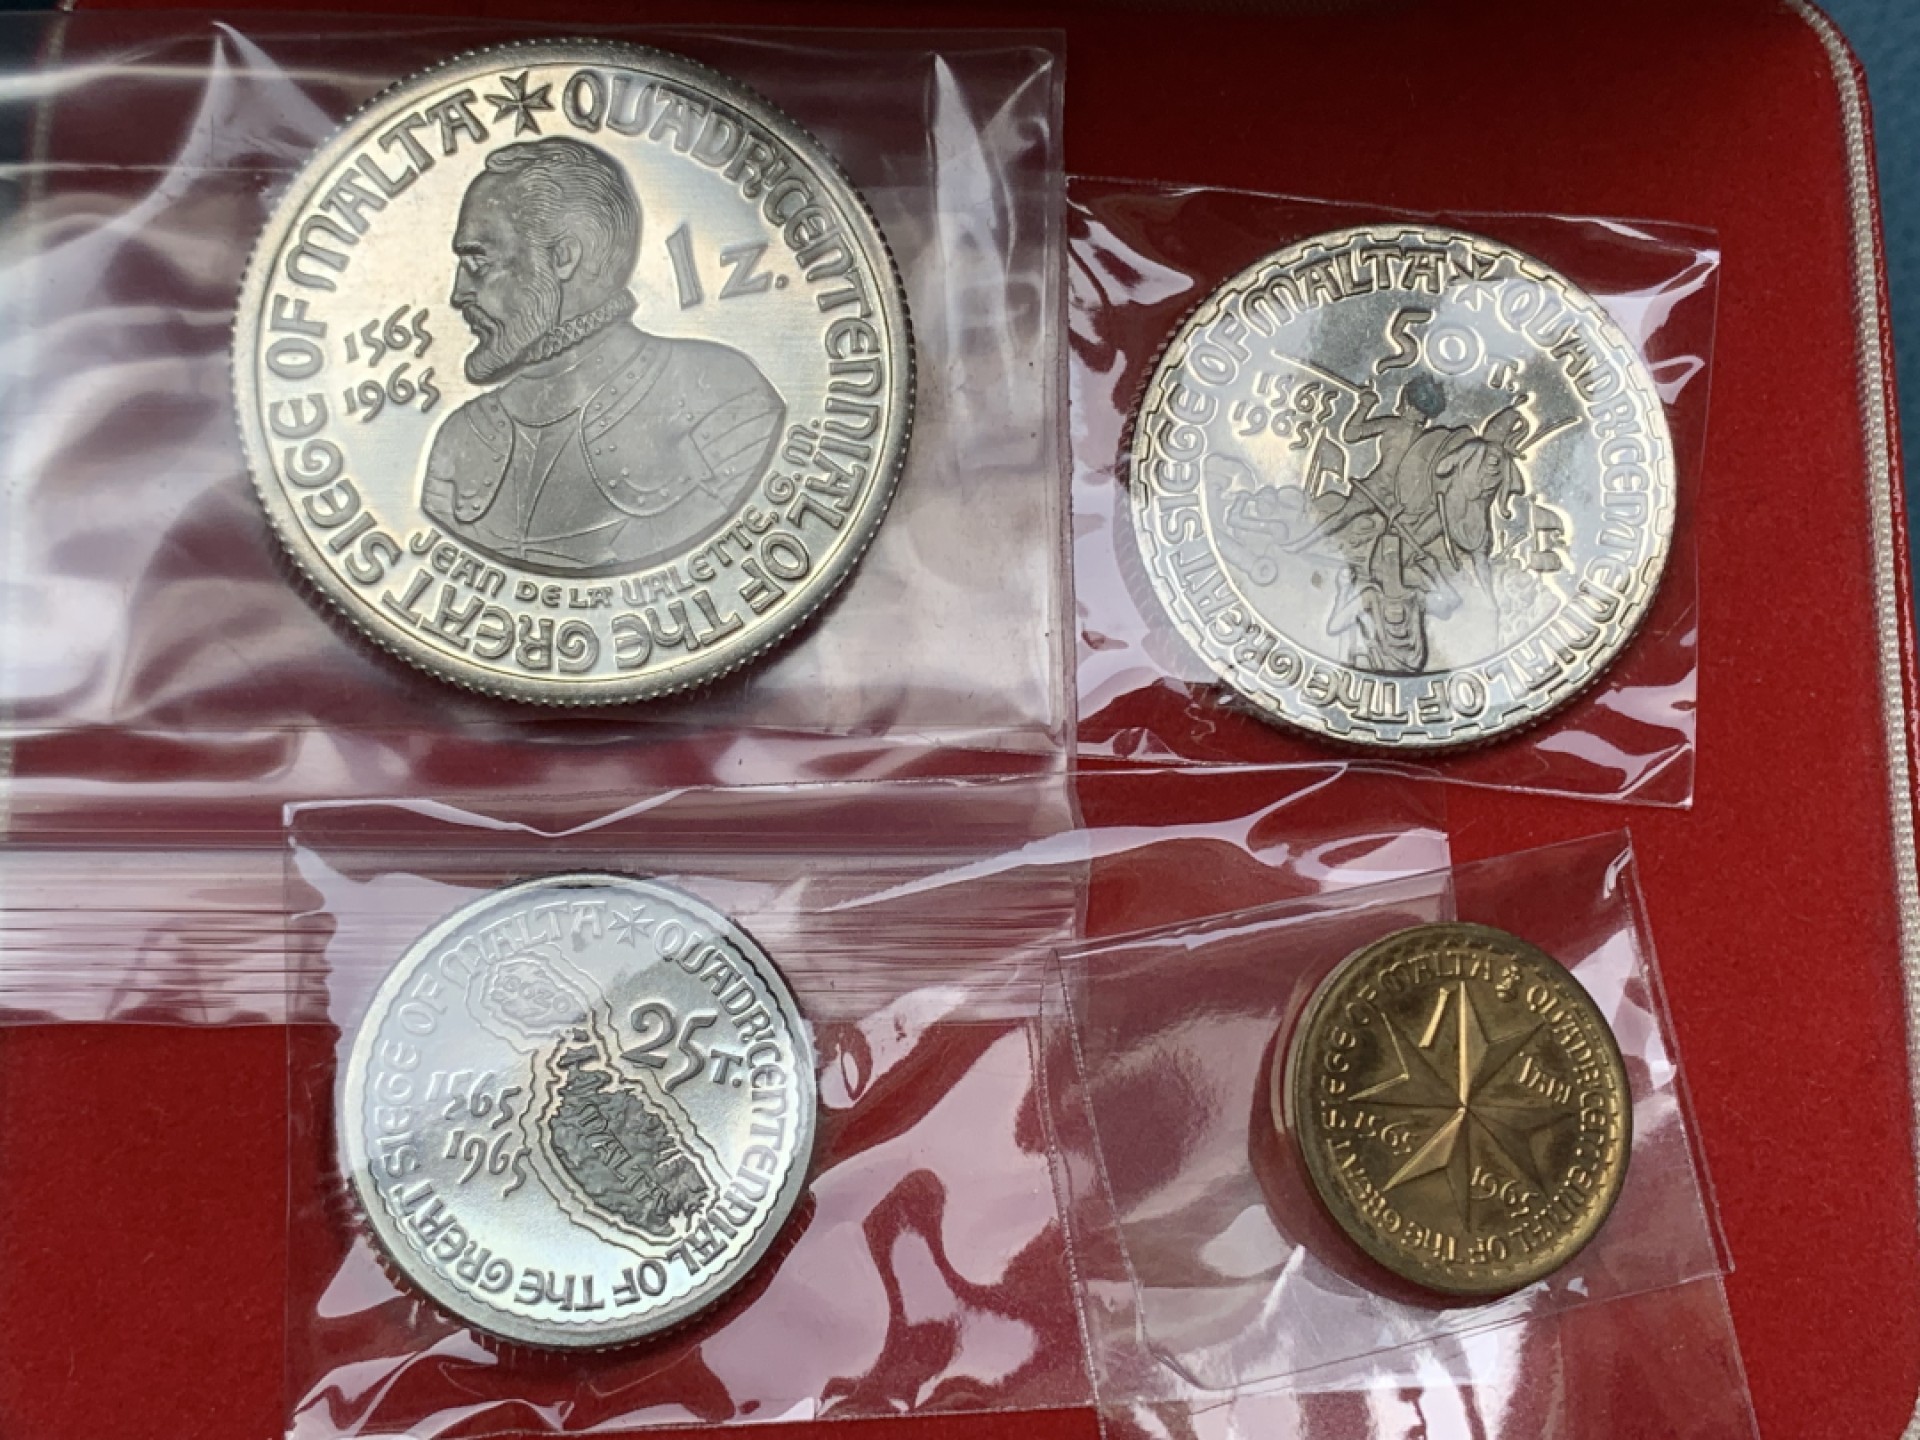 QUADRICENTENNIAL OF THE GREAT SIEGE OF MALTA
1 Z.
1565
1965
JEAN DE LA VALETTE, G.M.
QUADRICENTENNIAL OF THE GREAT SIEGE OF MALTA
50 T.
1565
1965
QUADRICENTENNIAL OF THE GREAT SIEGE OF MALTA
GOZO
25 T.
1565
1965
MALTA
QUADRICENTENNIAL OF THE GREAT SIEGE OF MALTA
1
TARI
1565
1965